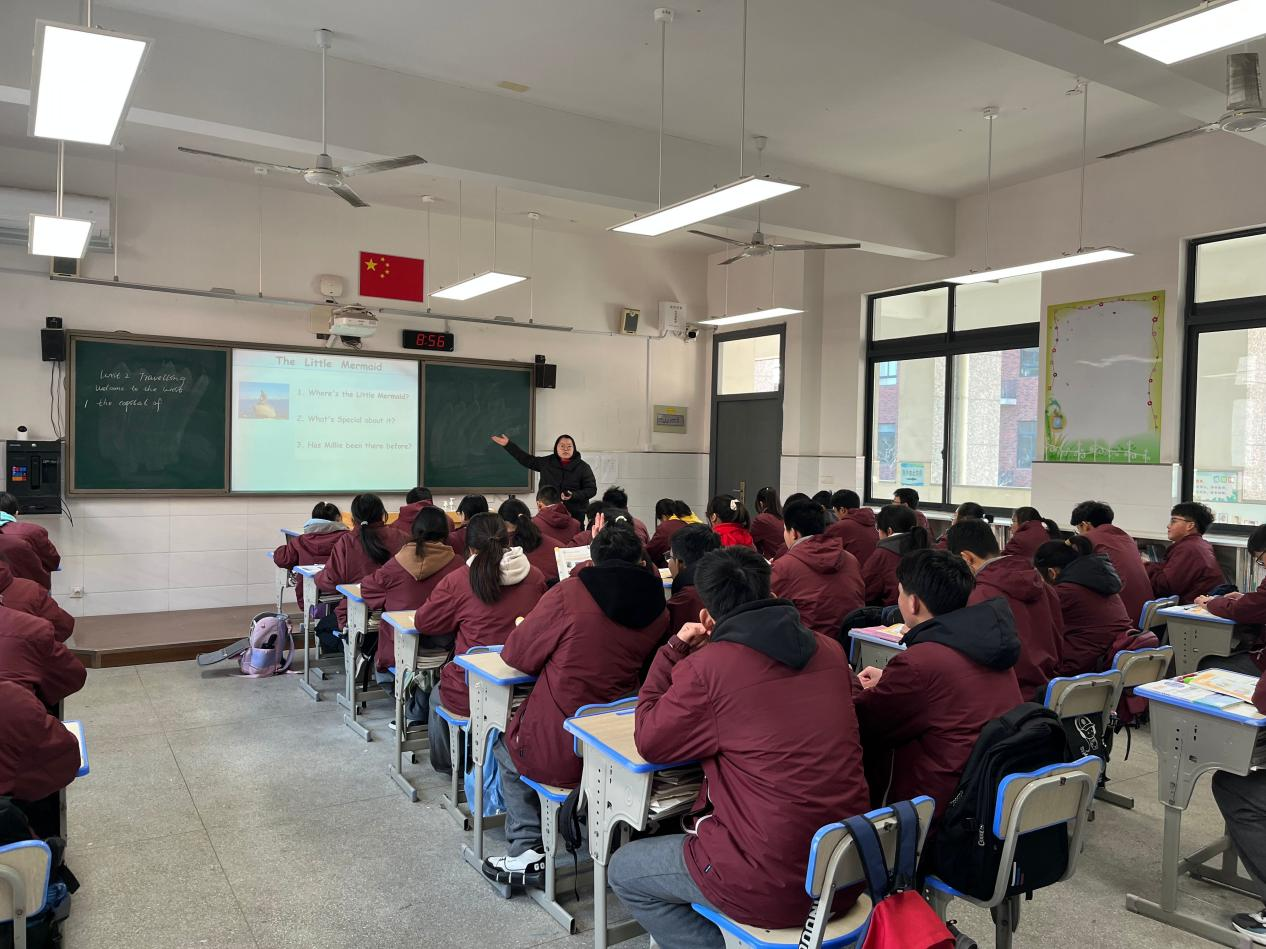 8:56
Unit 2 Travelling
Welcome to the Unit
1 the capital of
The Little Mermaid
1. Where's the Little Mermaid?
2. What's Special about it?
3. Has Millie been there before?